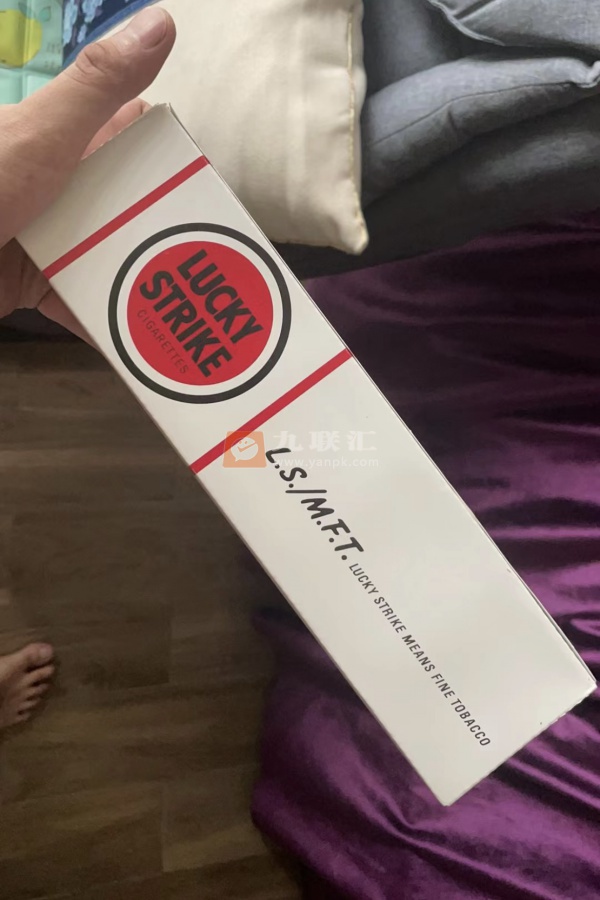 LUCKY
STRIKE
CIGARETTES
九联汇
www.yanpk.com
L.S./M.F.T.
LUCKY STRIKE MEANS FINE TOBACCO